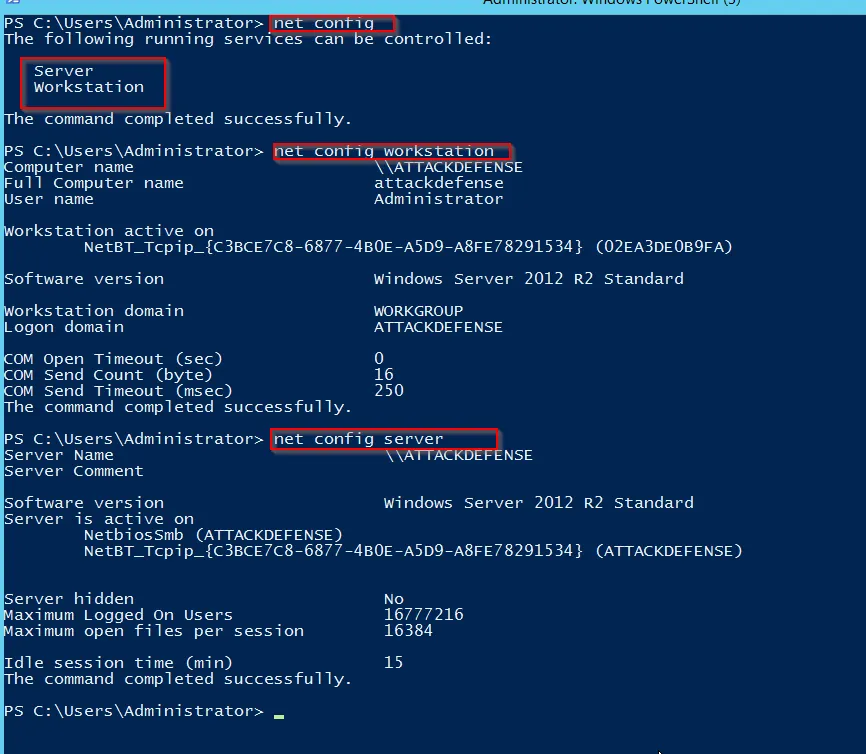 Administrator: Windows PowerShell (3)
PS C:\Users\Administrator> net config
The following running services can be controlled:
Server
Workstation
The command completed successfully.
PS C:\Users\Administrator> net config workstation
Computer name \\ATTACKDEFENSE
Full Computer name attackdefense
User name Administrator
Workstation active on
NetBT_Tcpip_{C3BCE7C8-6877-4B0E-A5D9-A8FE78291534} (02EA3DE0B9FA)
Software version Windows Server 2012 R2 Standard
Workstation domain WORKGROUP
Logon domain ATTACKDEFENSE
COM Open Timeout (sec) 0
COM Send Count (byte) 16
COM Send Timeout (msec) 250
The command completed successfully.
PS C:\Users\Administrator> net config server
Server Name \\ATTACKDEFENSE
Server Comment
Software version Windows Server 2012 R2 Standard
Server is active on
NetbiosSmb (ATTACKDEFENSE)
NetBT_Tcpip_{C3BCE7C8-6877-4B0E-A5D9-A8FE78291534} (ATTACKDEFENSE)
Server hidden No
Maximum Logged On Users 16777216
Maximum open files per session 16384
Idle session time (min) 15
The command completed successfully.
PS C:\Users\Administrator>